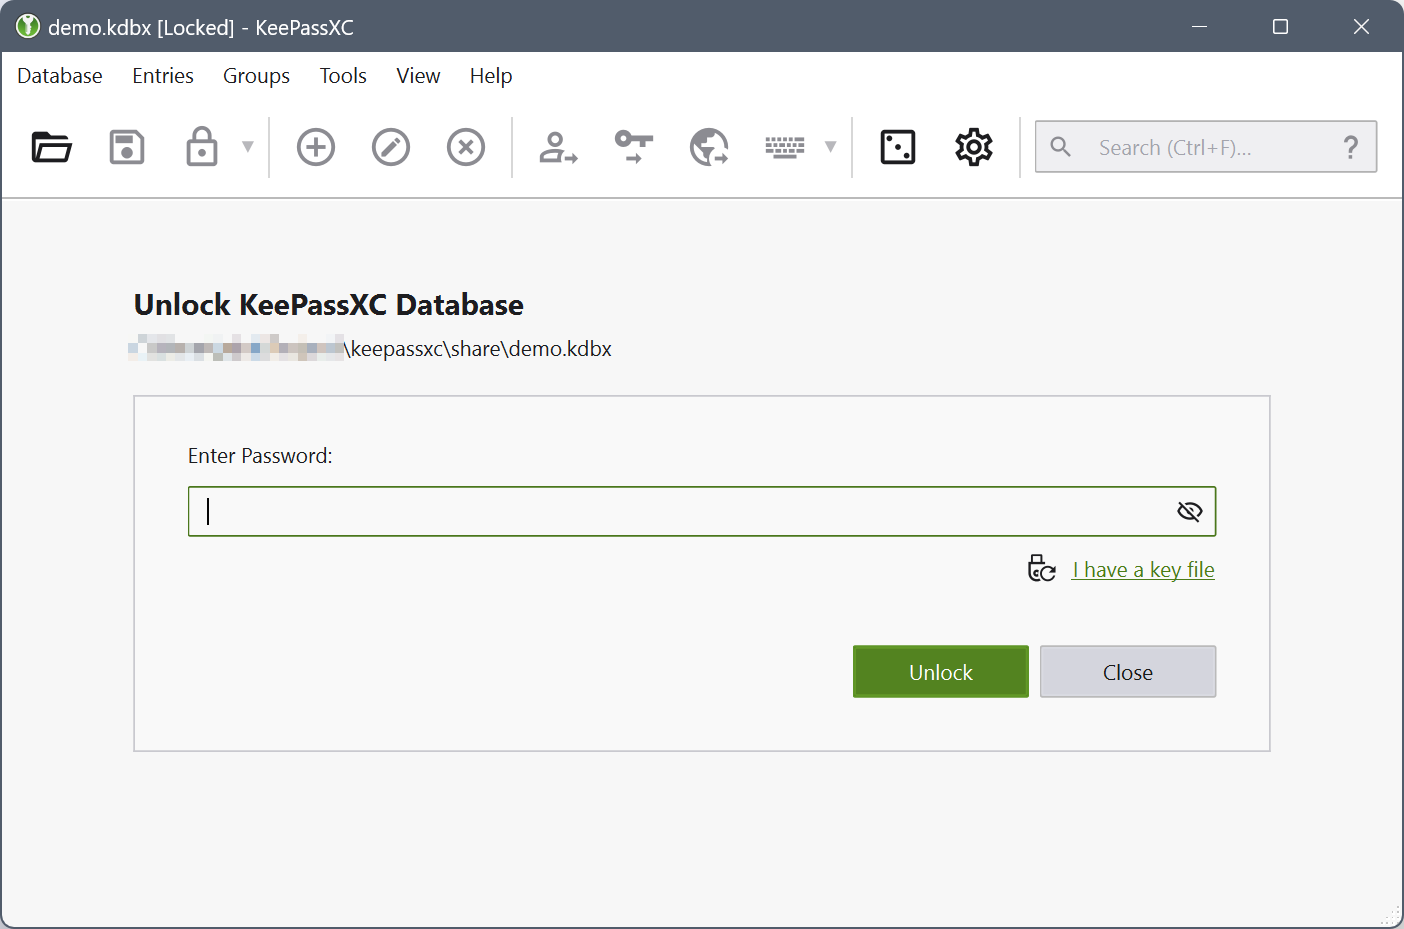 demo.kdbx [Locked] - KeePassXC
Database Entries Groups Tools View Help
Search (Ctrl+F)... ?
Unlock KeePassXC Database
\keepassxc\share\demo.kdbx
Enter Password:
I have a key file
Unlock Close